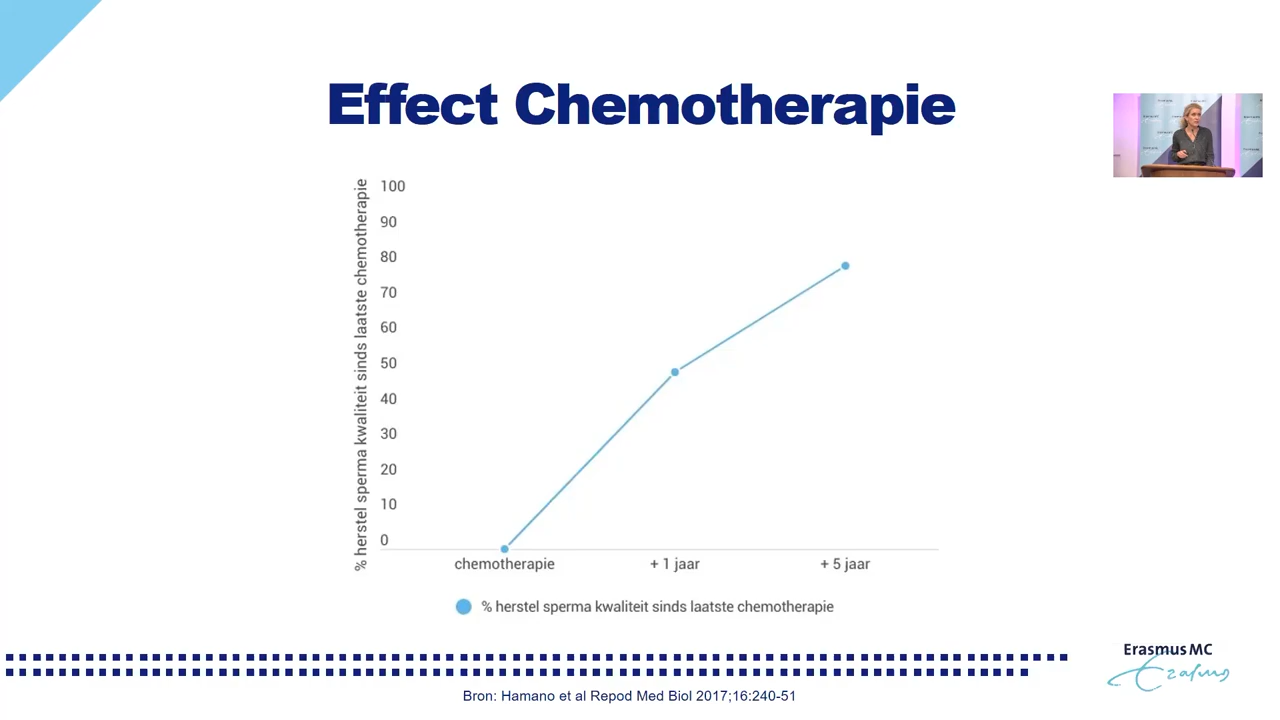 Effect Chemotherapie
% herstel sperma kwaliteit sinds laatste chemotherapie
100
90
80
70
60
50
40
30
20
10
0
chemotherapie
+ 1 jaar
+ 5 jaar
% herstel sperma kwaliteit sinds laatste chemotherapie
Erasmus MC
Erasmus
Bron: Hamano et al Repod Med Biol 2017;16:240-51